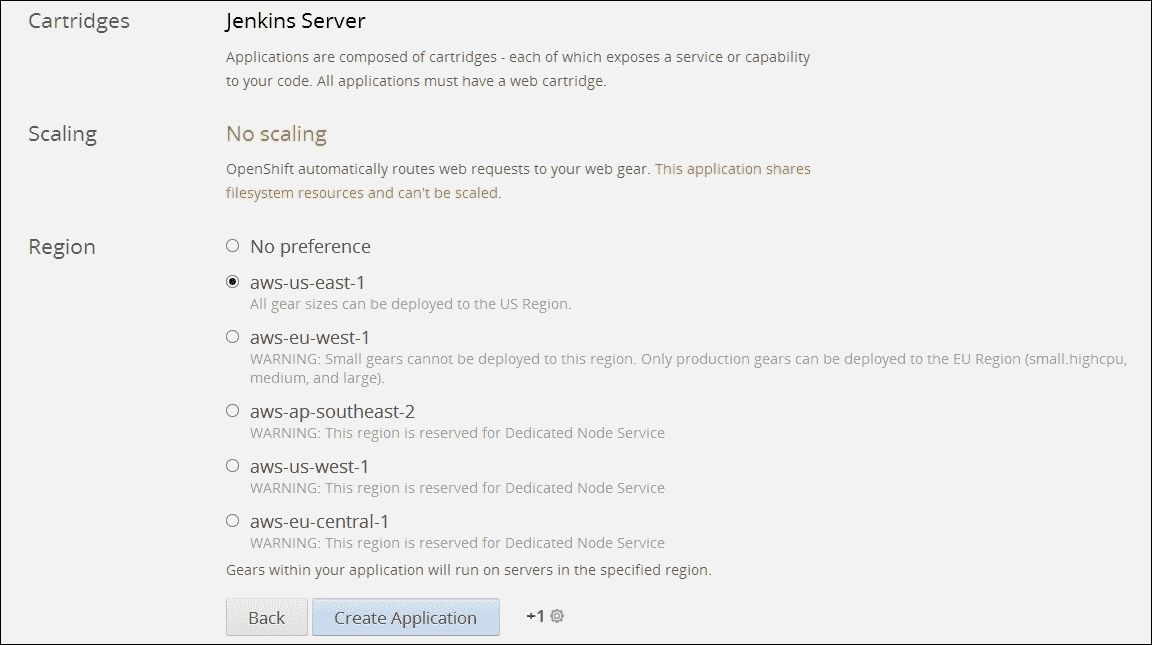 Cartridges
Jenkins Server
Applications are composed of cartridges - each of which exposes a service or capability
to your code. All applications must have a web cartridge.
Scaling
No scaling
OpenShift automatically routes web requests to your web gear. This application shares
filesystem resources and can't be scaled.
Region
No preference
aws-us-east-1
All gear sizes can be deployed to the US Region.
aws-eu-west-1
WARNING: Small gears cannot be deployed to this region. Only production gears can be deployed to the EU Region (small.highcpu,
medium, and large).
aws-ap-southeast-2
WARNING: This region is reserved for Dedicated Node Service
aws-us-west-1
WARNING: This region is reserved for Dedicated Node Service
aws-eu-central-1
WARNING: This region is reserved for Dedicated Node Service
Gears within your application will run on servers in the specified region.
Back
Create Application
+1